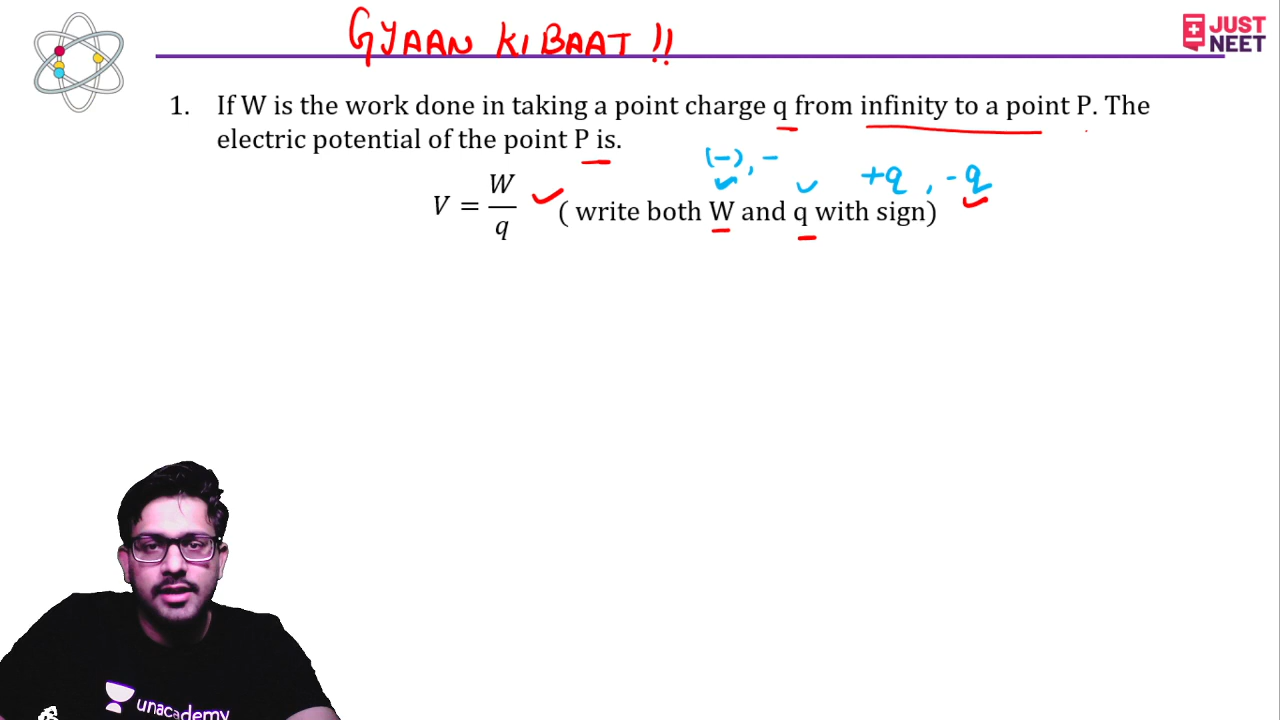 GYAAN KI BAAT !!
JUST
NEET
1. If W is the work done in taking a point charge q from infinity to a point P. The
electric potential of the point P is.
(-), -
+q , -q
V = W/q ( write both W and q with sign)
unacademy